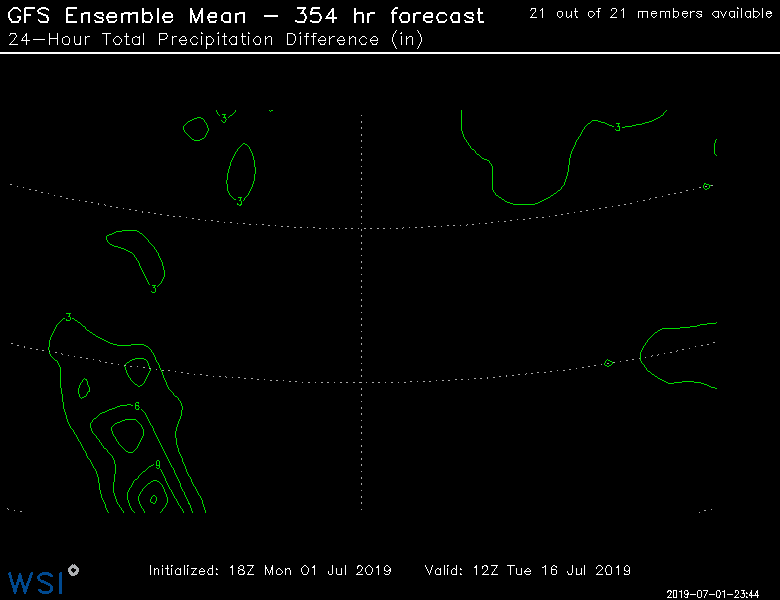 GFS Ensemble Mean — 354 hr forecast
21 out of 21 members available
24—Hour Total Precipitation Difference (in)
3
3
3
3
3
6
9
Initialized: 18Z Mon 01 Jul 2019
Valid: 12Z Tue 16 Jul 2019
WSI
2019-07-01-23:44